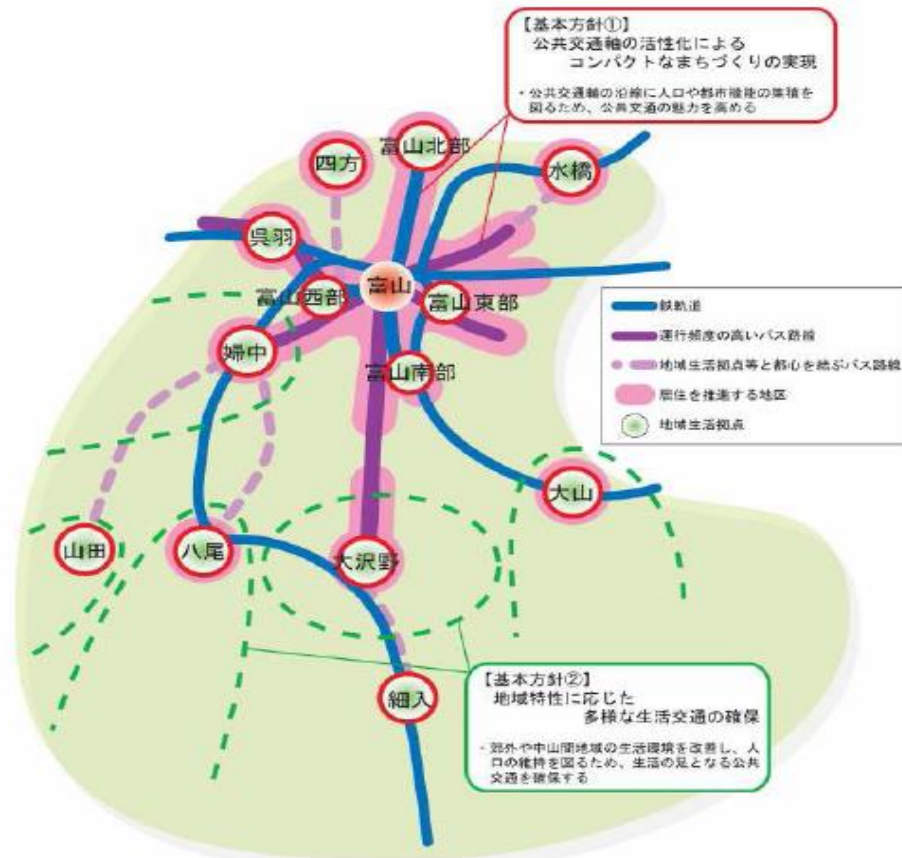 【基本方針①】
公共交通軸の活性化による
コンパクトなまちづくりの実現
・公共交通軸の沿線に人口や都市機能の集積を
図るため、公共交通の魅力を高める
富山北部
四方
水橋
呉羽
富山
富山西部
富山東部
婦中
富山南部
鉄軌道
運行頻度の高いバス路線
地域生活拠点等と都心を結ぶバス路線
居住を推進する地区
地域生活拠点
大山
山田
八尾
大沢野
細入
【基本方針②】
地域特性に応じた
多様な生活交通の確保
・郊外や中山間地域の生活環境を改善し、人
口の維持を図るため、生活の足となる公共
交通を確保する